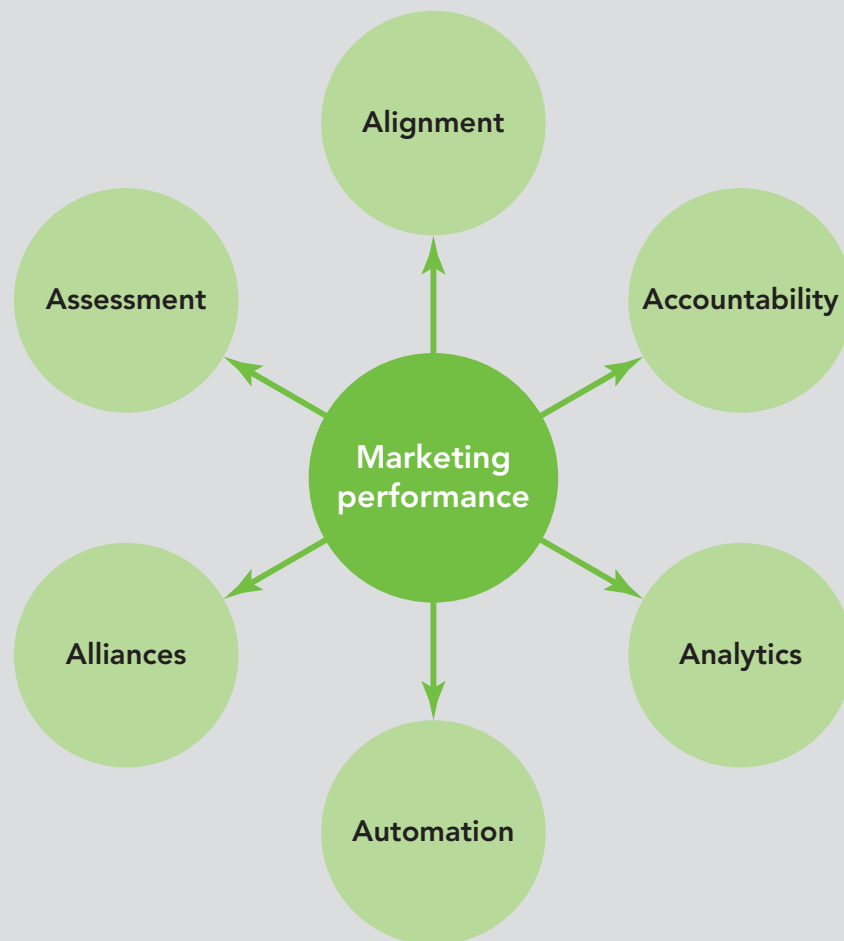 Alignment
Assessment
Accountability
Marketing
performance
Alliances
Analytics
Automation